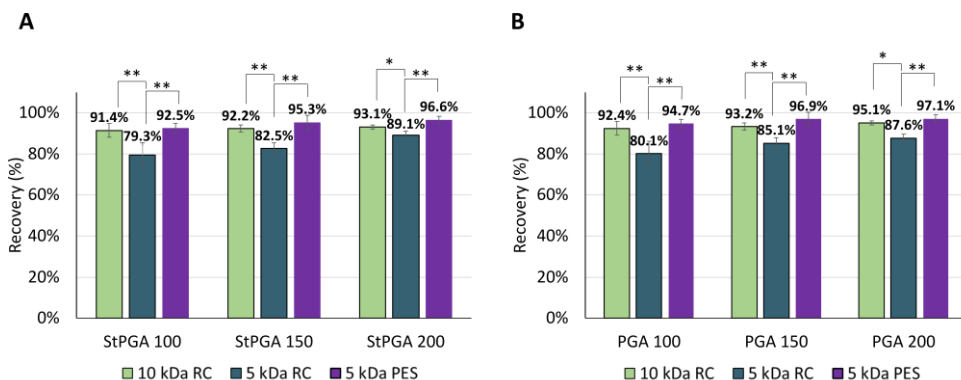 A
** ** ** ** * **
91.4% 79.3% 92.5% 92.2% 82.5% 95.3% 93.1% 89.1% 96.6%
Recovery (%)
100%
80%
60%
40%
20%
0%
StPGA 100 StPGA 150 StPGA 200
10 kDa RC 5 kDa RC 5 kDa PES
B
** ** ** ** * **
92.4% 80.1% 94.7% 93.2% 85.1% 96.9% 95.1% 87.6% 97.1%
Recovery (%)
100%
80%
60%
40%
20%
0%
PGA 100 PGA 150 PGA 200
10 kDa RC 5 kDa RC 5 kDa PES